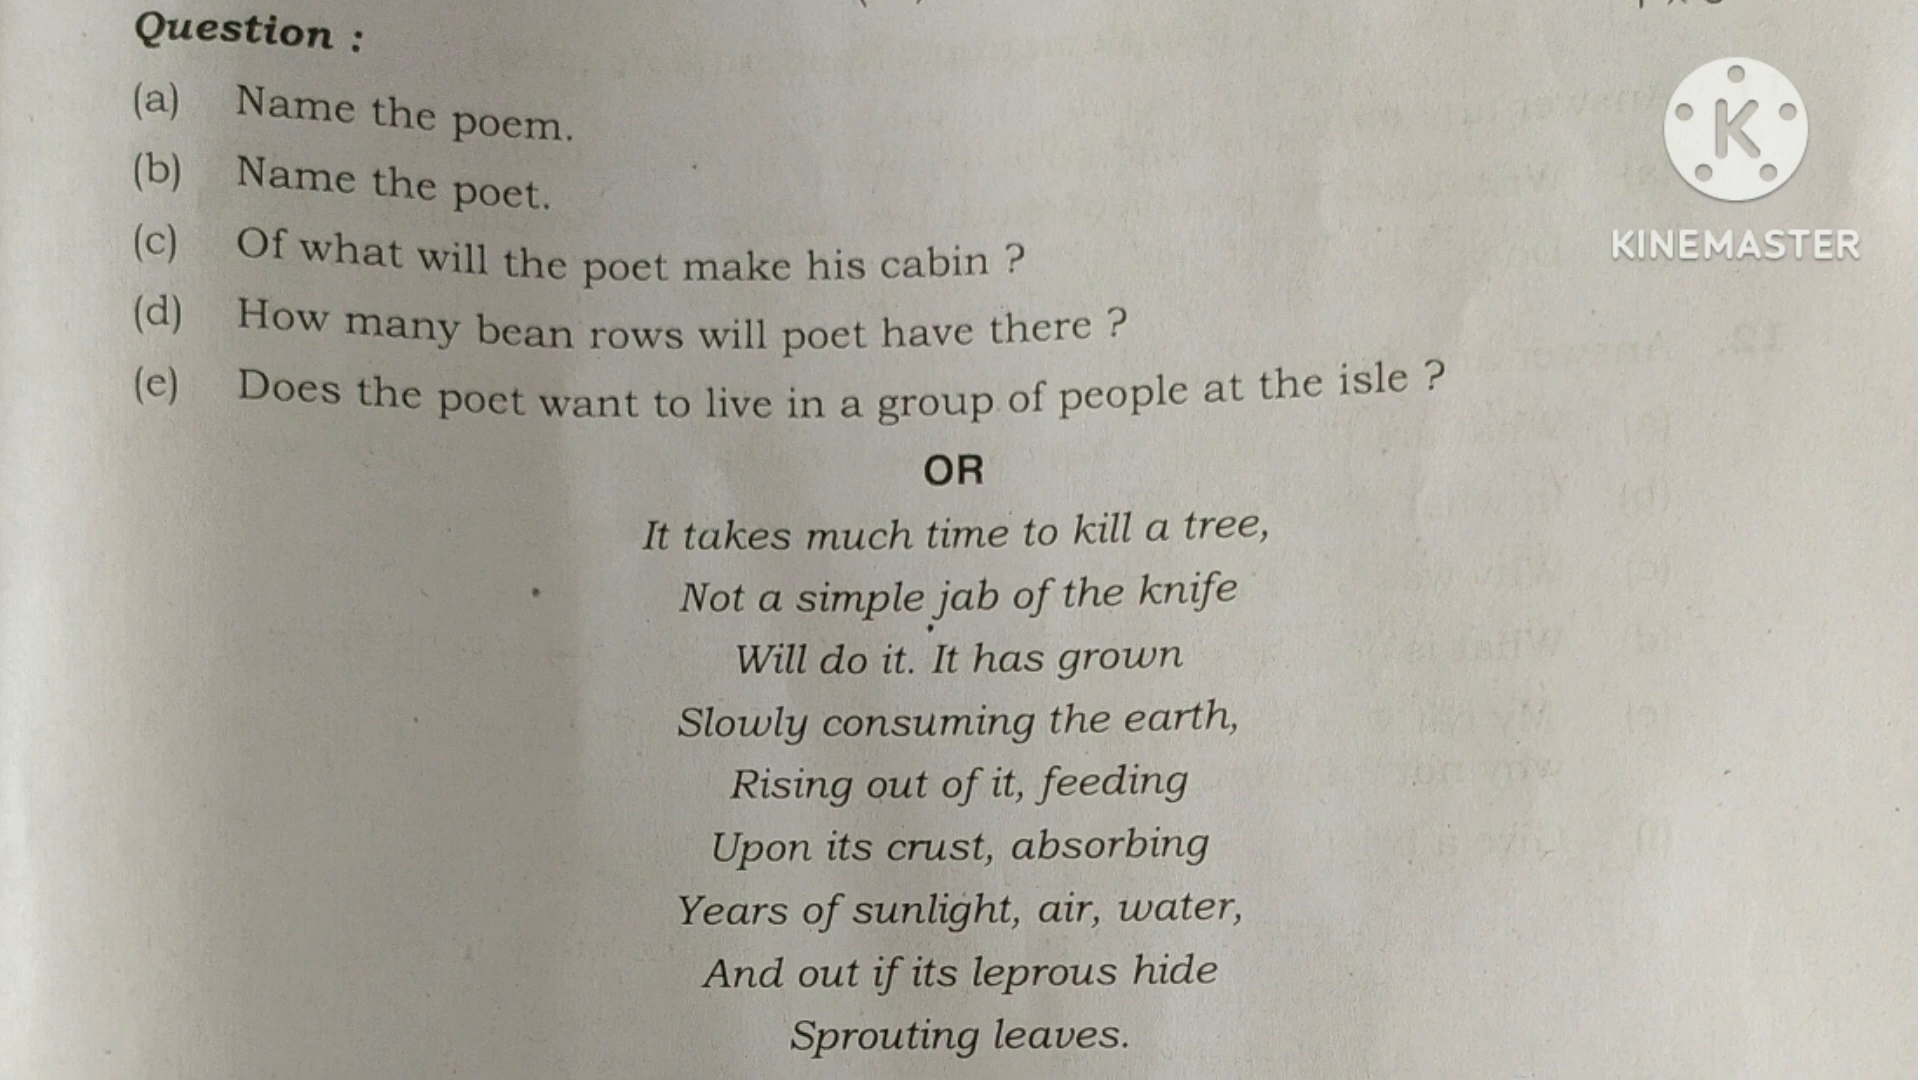 Question :
(a) Name the poem.
(b) Name the poet.
(c) Of what will the poet make his cabin ?
(d) How many bean rows will poet have there ?
(e) Does the poet want to live in a group of people at the isle ?
OR
It takes much time to kill a tree,
Not a simple jab of the knife
Will do it. It has grown
Slowly consuming the earth,
Rising out of it, feeding
Upon its crust, absorbing
Years of sunlight, air, water,
And out if its leprous hide
Sprouting leaves.
K
KINEMASTER